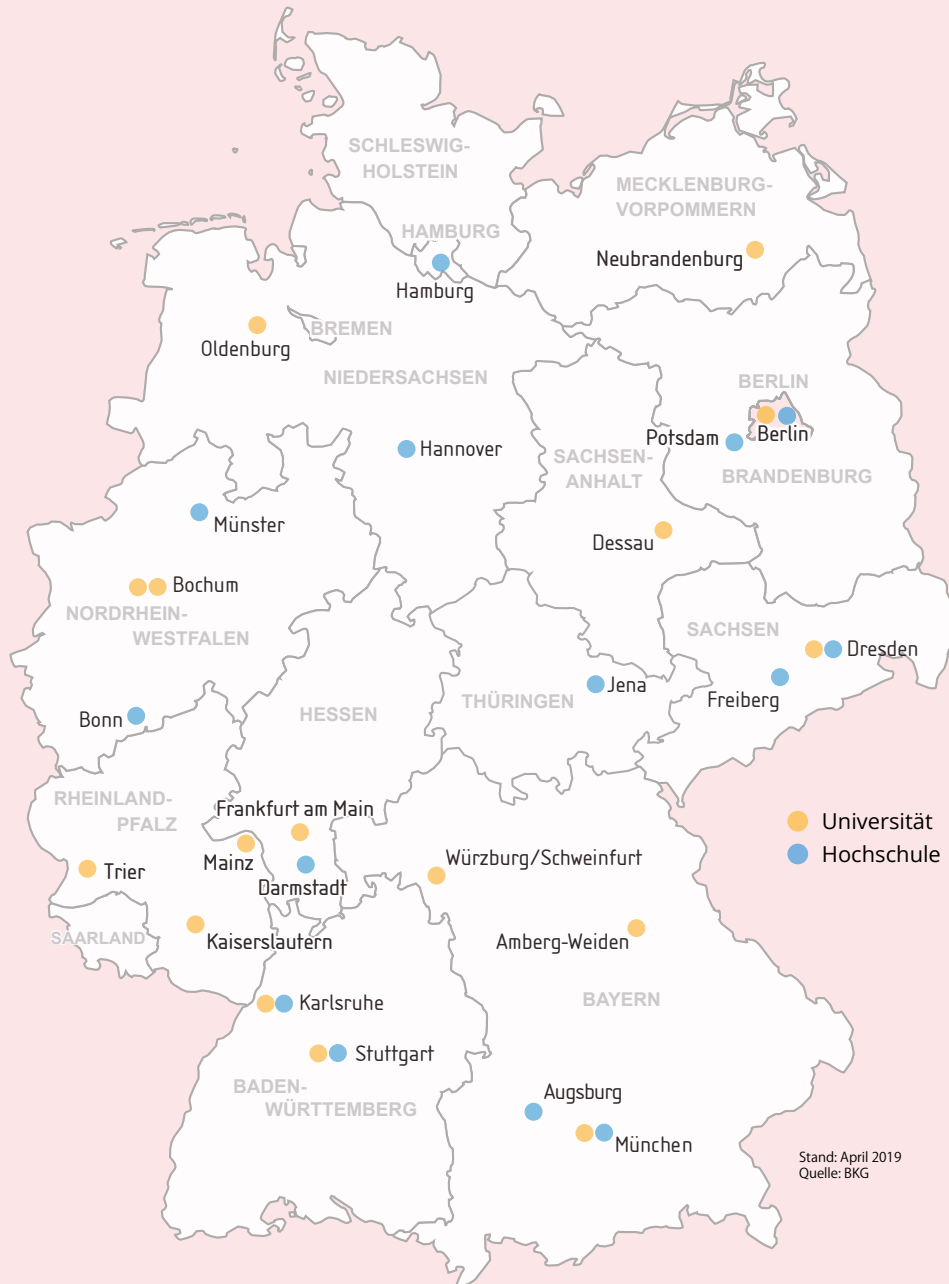 SCHLESWIG-
HOLSTEIN
MECKLENBURG-
VORPOMMERN
HAMBURG
Neubrandenburg
Hamburg
BREMEN
Oldenburg
NIEDERSACHSEN
BERLIN
Hannover
Potsdam
Berlin
SACHSEN-
ANHALT
BRANDENBURG
Münster
Dessau
Bochum
NORDRHEIN-
WESTFALEN
SACHSEN
Dresden
Freiberg
Jena
THÜRINGEN
HESSEN
Bonn
RHEINLAND-
PFALZ
Frankfurt am Main
Universität
Hochschule
Mainz
Würzburg/Schweinfurt
Trier
Darmstadt
SAARLAND
Kaiserslautern
Amberg-Weiden
BAYERN
Karlsruhe
Stuttgart
BADEN-
WÜRTTEMBERG
Augsburg
München
Stand: April 2019
Quelle: BKG